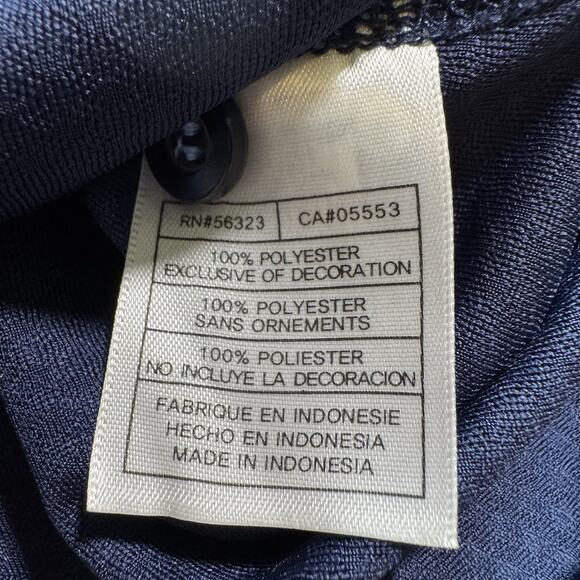 RN#56323 CA#05553
100% POLYESTER
EXCLUSIVE OF DECORATION
100% POLYESTER
SANS ORNEMENTS
100% POLIESTER
NO INCLUYE LA DECORACION
FABRIQUE EN INDONESIE
HECHO EN INDONESIA
MADE IN INDONESIA